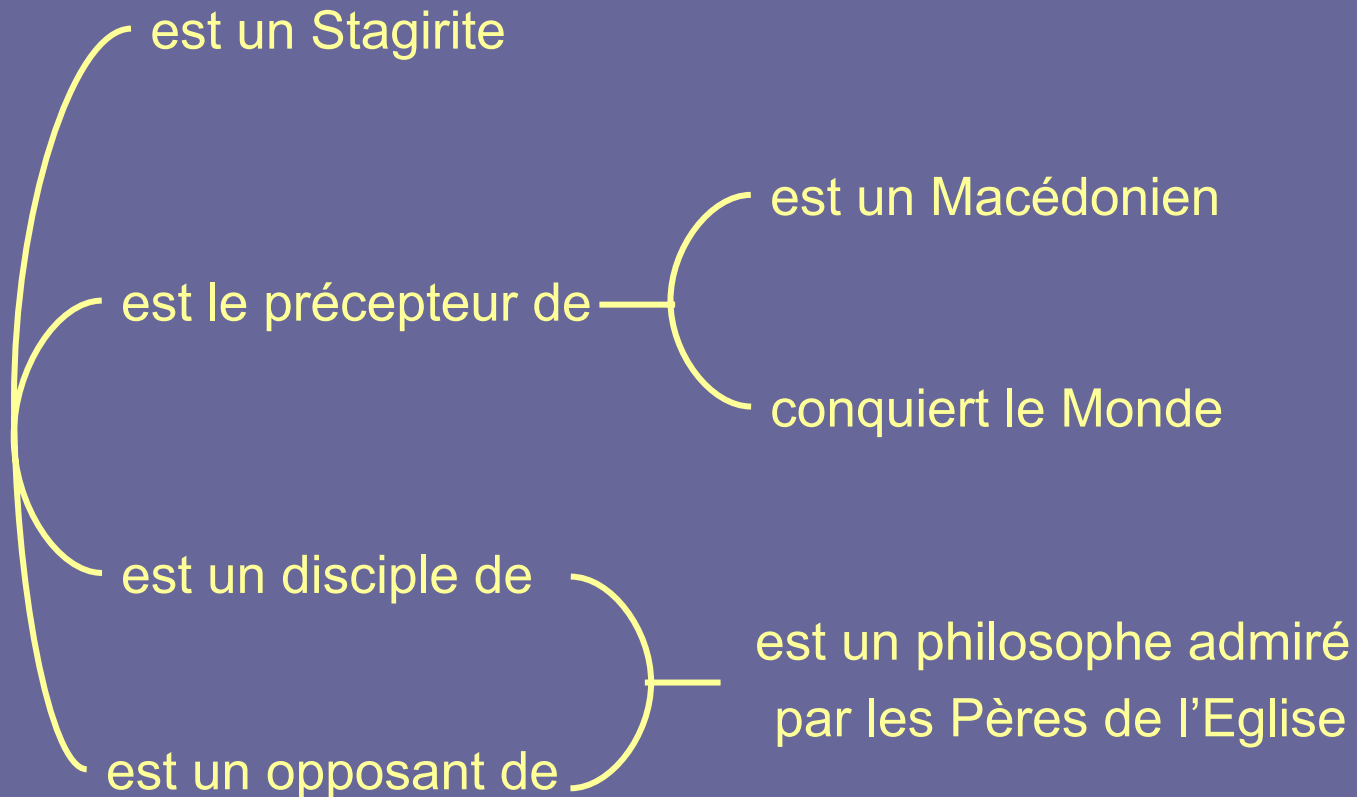 est un Stagirite
est un Macédonien
est le précepteur de
conquiert le Monde
est un disciple de
est un philosophe admiré
par les Pères de l’Eglise
est un opposant de